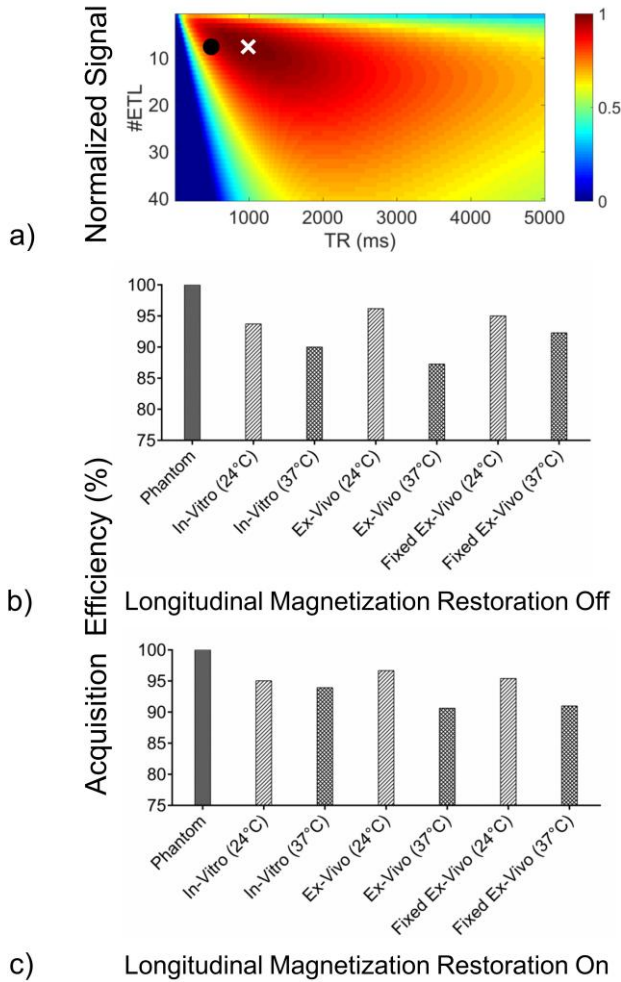 a)
Normalized Signal
#ETL
10
20
30
40
1000
2000
3000
4000
5000
TR (ms)
1
0.5
0
b)
Acquisition Efficiency (%)
100
95
90
85
80
75
Phantom
In-Vitro (24°C)
In-Vitro (37°C)
Ex-Vivo (24°C)
Ex-Vivo (37°C)
Fixed Ex-Vivo (24°C)
Fixed Ex-Vivo (37°C)
Longitudinal Magnetization Restoration Off
c)
100
95
90
85
80
75
Phantom
In-Vitro (24°C)
In-Vitro (37°C)
Ex-Vivo (24°C)
Ex-Vivo (37°C)
Fixed Ex-Vivo (24°C)
Fixed Ex-Vivo (37°C)
Longitudinal Magnetization Restoration On